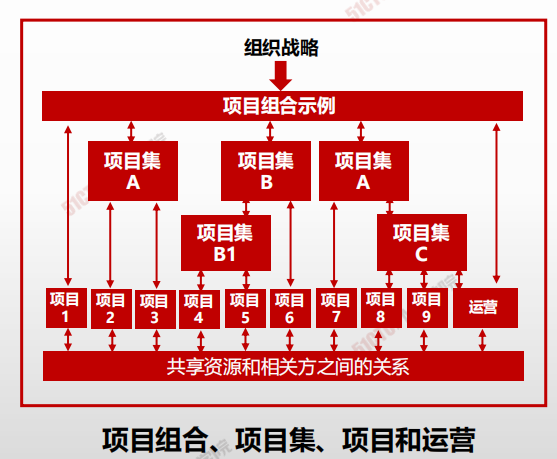 组织战略
项目组合示例
项目集
A
项目集
B
项目集
A
项目集
B1
项目集
C
项目
1
项目
2
项目
3
项目
4
项目
5
项目
6
项目
7
项目
8
项目
9
运营
共享资源和相关方之间的关系
项目组合、项目集、项目和运营